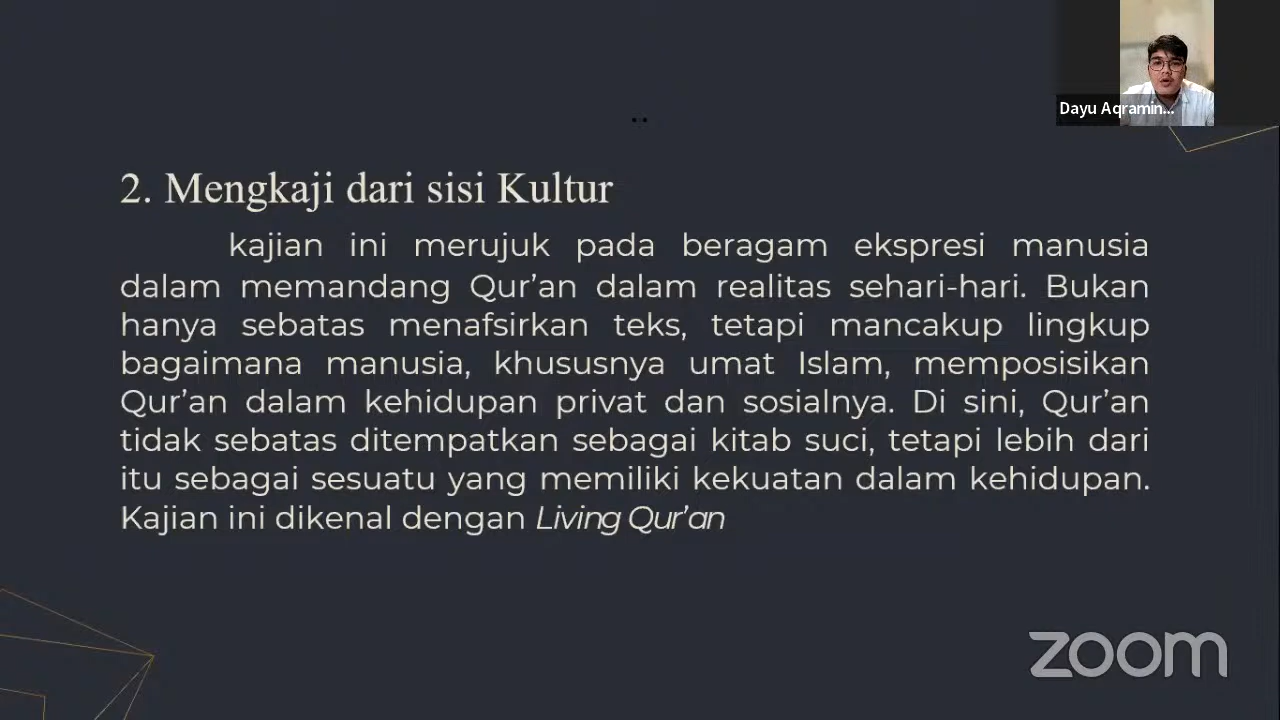 Dayu Aqramin...
2. Mengkaji dari sisi Kultur
kajian ini merujuk pada beragam ekspresi manusia
dalam memandang Qur’an dalam realitas sehari-hari. Bukan
hanya sebatas menafsirkan teks, tetapi mancakup lingkup
bagaimana manusia, khususnya umat Islam, memposisikan
Qur’an dalam kehidupan privat dan sosialnya. Di sini, Qur’an
tidak sebatas ditempatkan sebagai kitab suci, tetapi lebih dari
itu sebagai sesuatu yang memiliki kekuatan dalam kehidupan.
Kajian ini dikenal dengan Living Qur’an
zoom